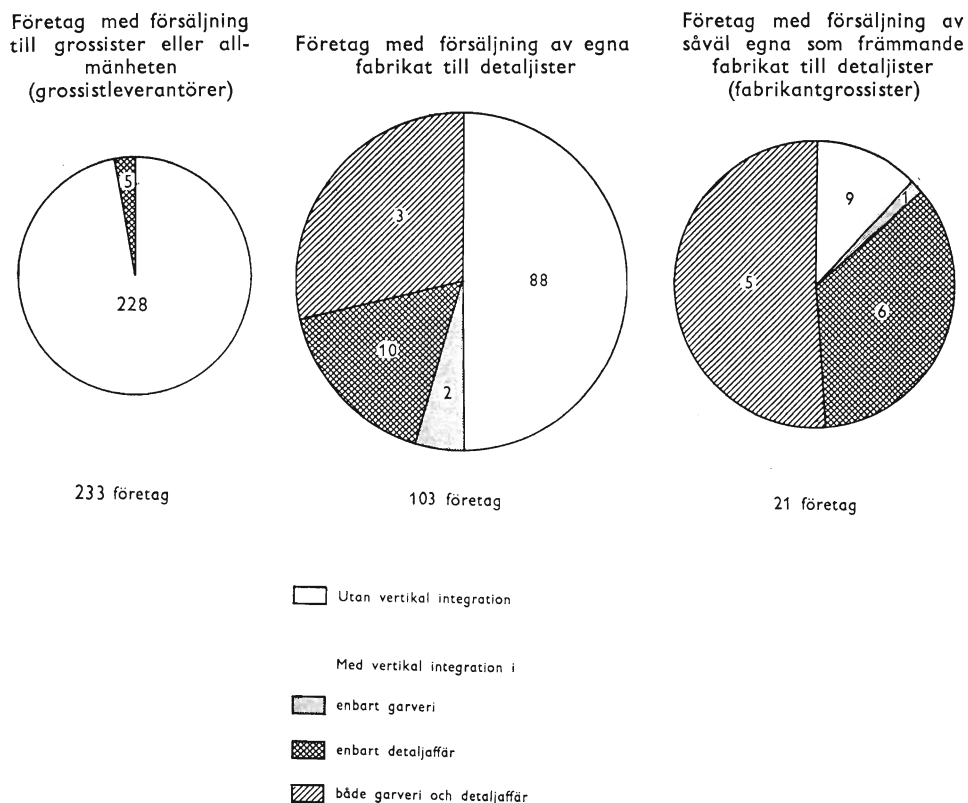 Företag med försäljning
till grossister eller all-
mänheten
(grossistleverantörer)
Företag med försäljning av egna
fabrikat till detaljister
Företag med försäljning av
såväl egna som främmande
fabrikat till detaljister
(fabrikantgrossister)
5
228
3
88
10
2
9
1
5
6
233 företag
103 företag
21 företag
Utan vertikal integration
Med vertikal integration i
enbart garveri
enbart detaljaffär
både garveri och detaljaffär